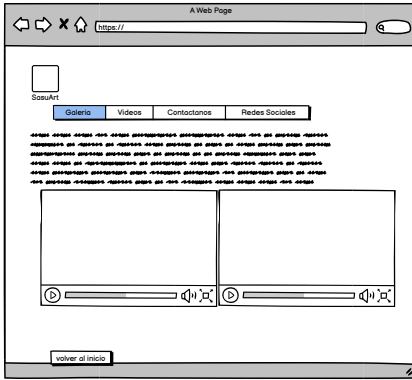 A Web Page
https://
SasuArt
Galeria Videos Contactanos Redes Sociales
volver al inicio